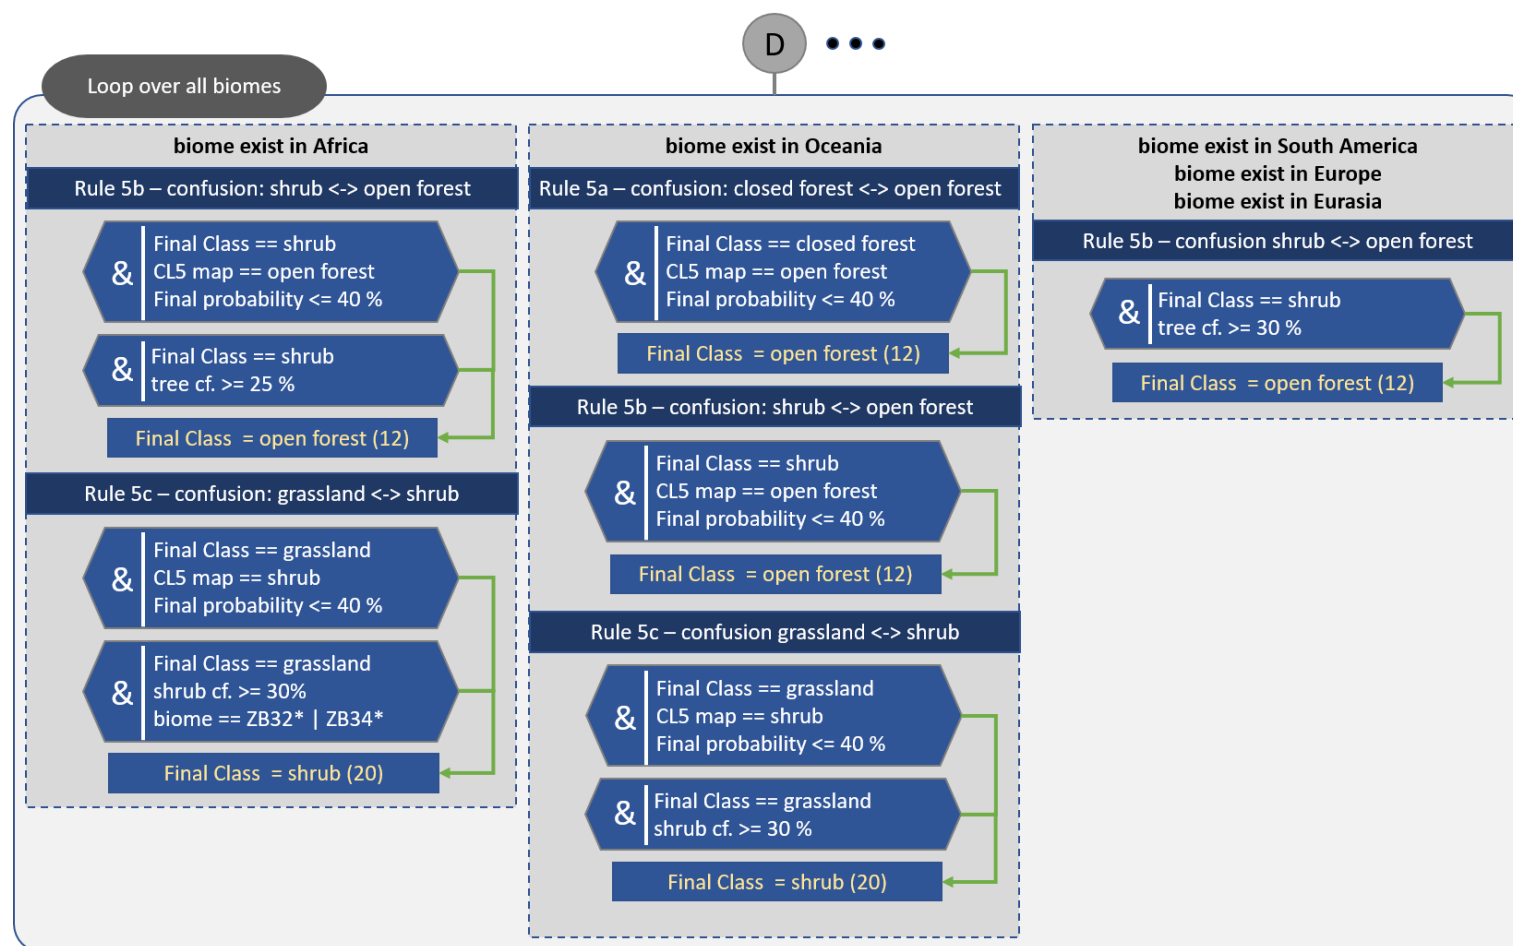 D
Loop over all biomes
biome exist in Africa
Rule 5b – confusion: shrub <-> open forest
&
Final Class == shrub
CL5 map == open forest
Final probability <= 40 %
&
Final Class == shrub
tree cf. >= 25 %
Final Class  = open forest (12)
Rule 5c – confusion: grassland <-> shrub
&
Final Class == grassland
CL5 map == shrub
Final probability <= 40 %
&
Final Class == grassland
shrub cf. >= 30%
biome == ZB32* | ZB34*
Final Class  = shrub (20)
biome exist in Oceania
Rule 5a – confusion: closed forest <-> open forest
&
Final Class == closed forest
CL5 map == open forest
Final probability <= 40 %
Final Class  = open forest (12)
Rule 5b – confusion: shrub <-> open forest
&
Final Class == shrub
CL5 map == open forest
Final probability <= 40 %
Final Class  = open forest (12)
Rule 5c – confusion grassland <-> shrub
&
Final Class == grassland
CL5 map == shrub
Final probability <= 40 %
&
Final Class == grassland
shrub cf. >= 30 %
Final Class  = shrub (20)
biome exist in South America
biome exist in Europe
biome exist in Eurasia
Rule 5b – confusion shrub <-> open forest
&
Final Class == shrub
tree cf. >= 30 %
Final Class  = open forest (12)